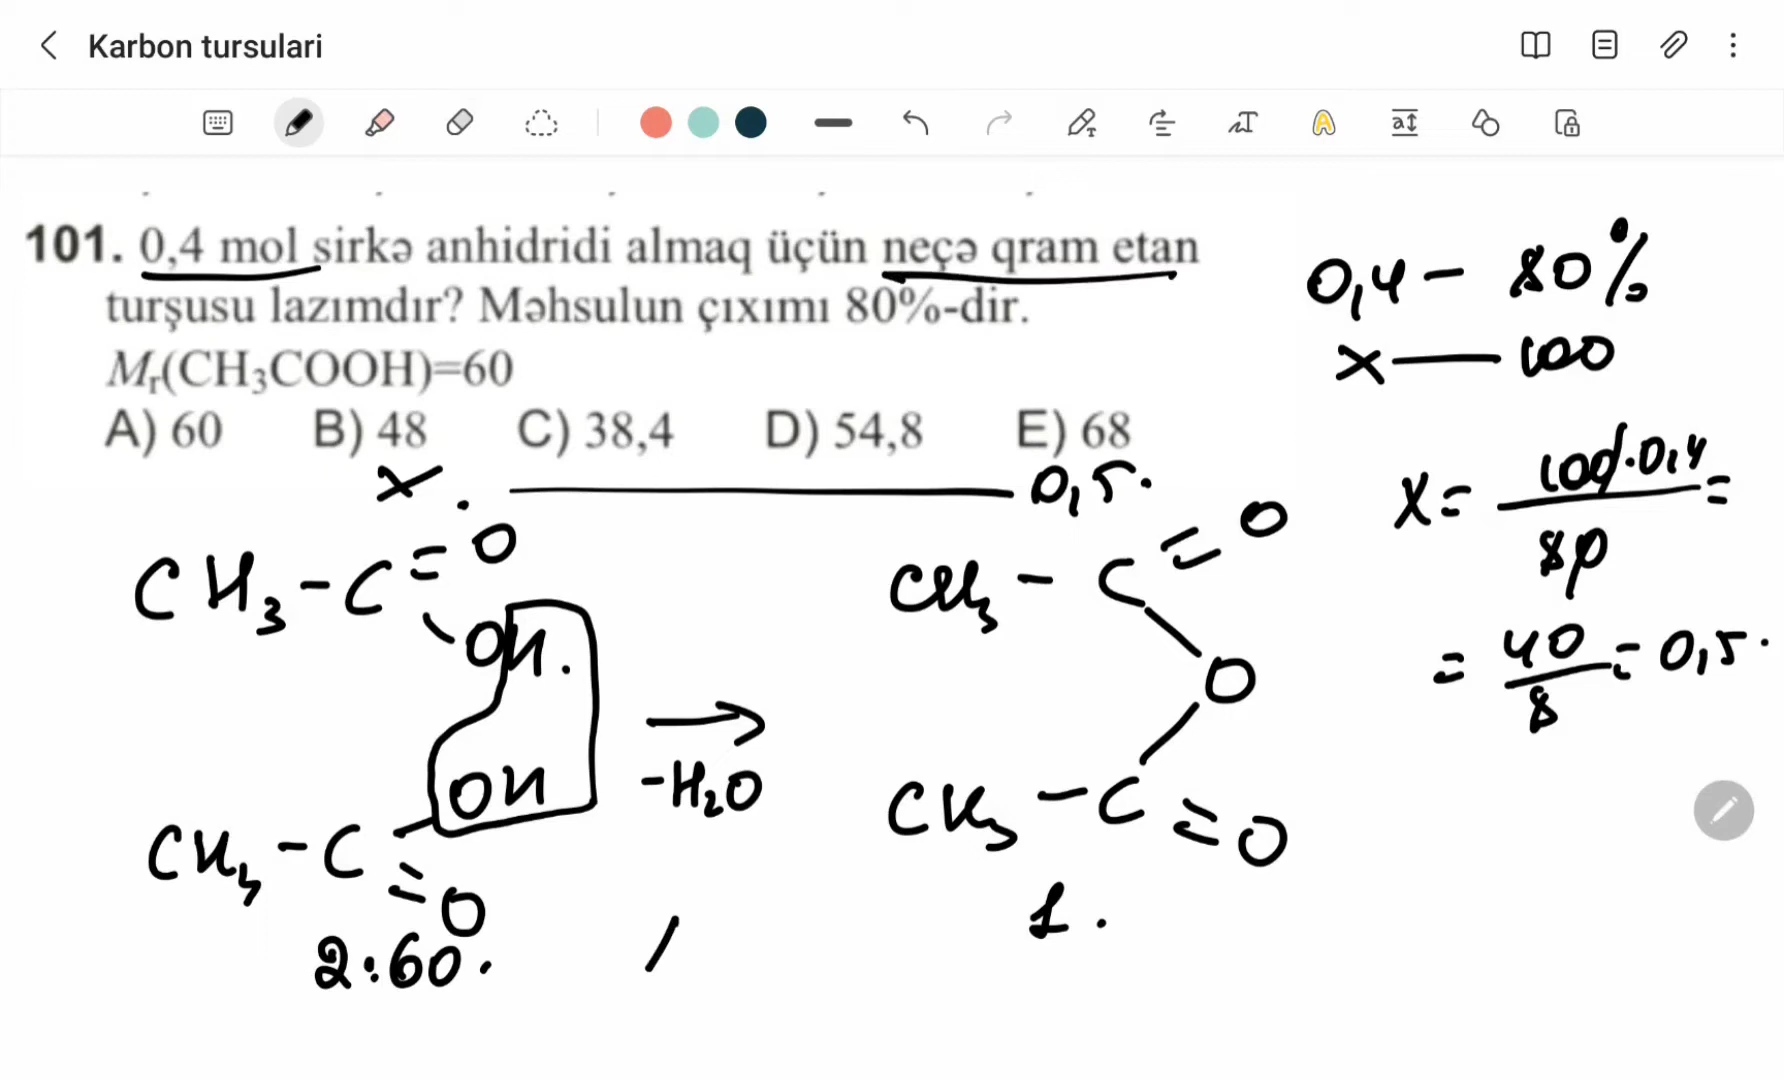 Karbon tursulari
101. 0,4 mol sirkə anhidridi almaq üçün neçə qram etan
turşusu lazımdır? Məhsulun çıxımı 80%-dir.
Mr(CH₃COOH)=60
A) 60 B) 48 C) 38,4 D) 54,8 E) 68
0,4 – 80%
x — 100
x = 100·0,4 / 80 =
= 40 / 8 = 0,5.
x. — 0,5.
CH₃ – C = O
OH.
OH
CH₃ – C = O
2·60.
→
-H₂O
CH₃ – C = O
O
CH₃ – C = O
1.